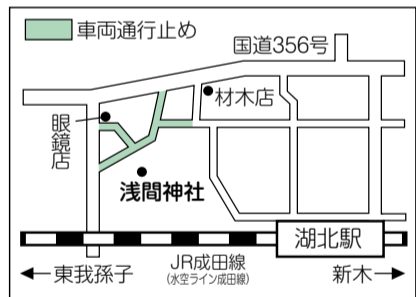 車両通行止め
国道356号
材木店
眼鏡店
浅間神社
湖北駅
JR成田線
(水空ライン成田線)
←東我孫子
新木→